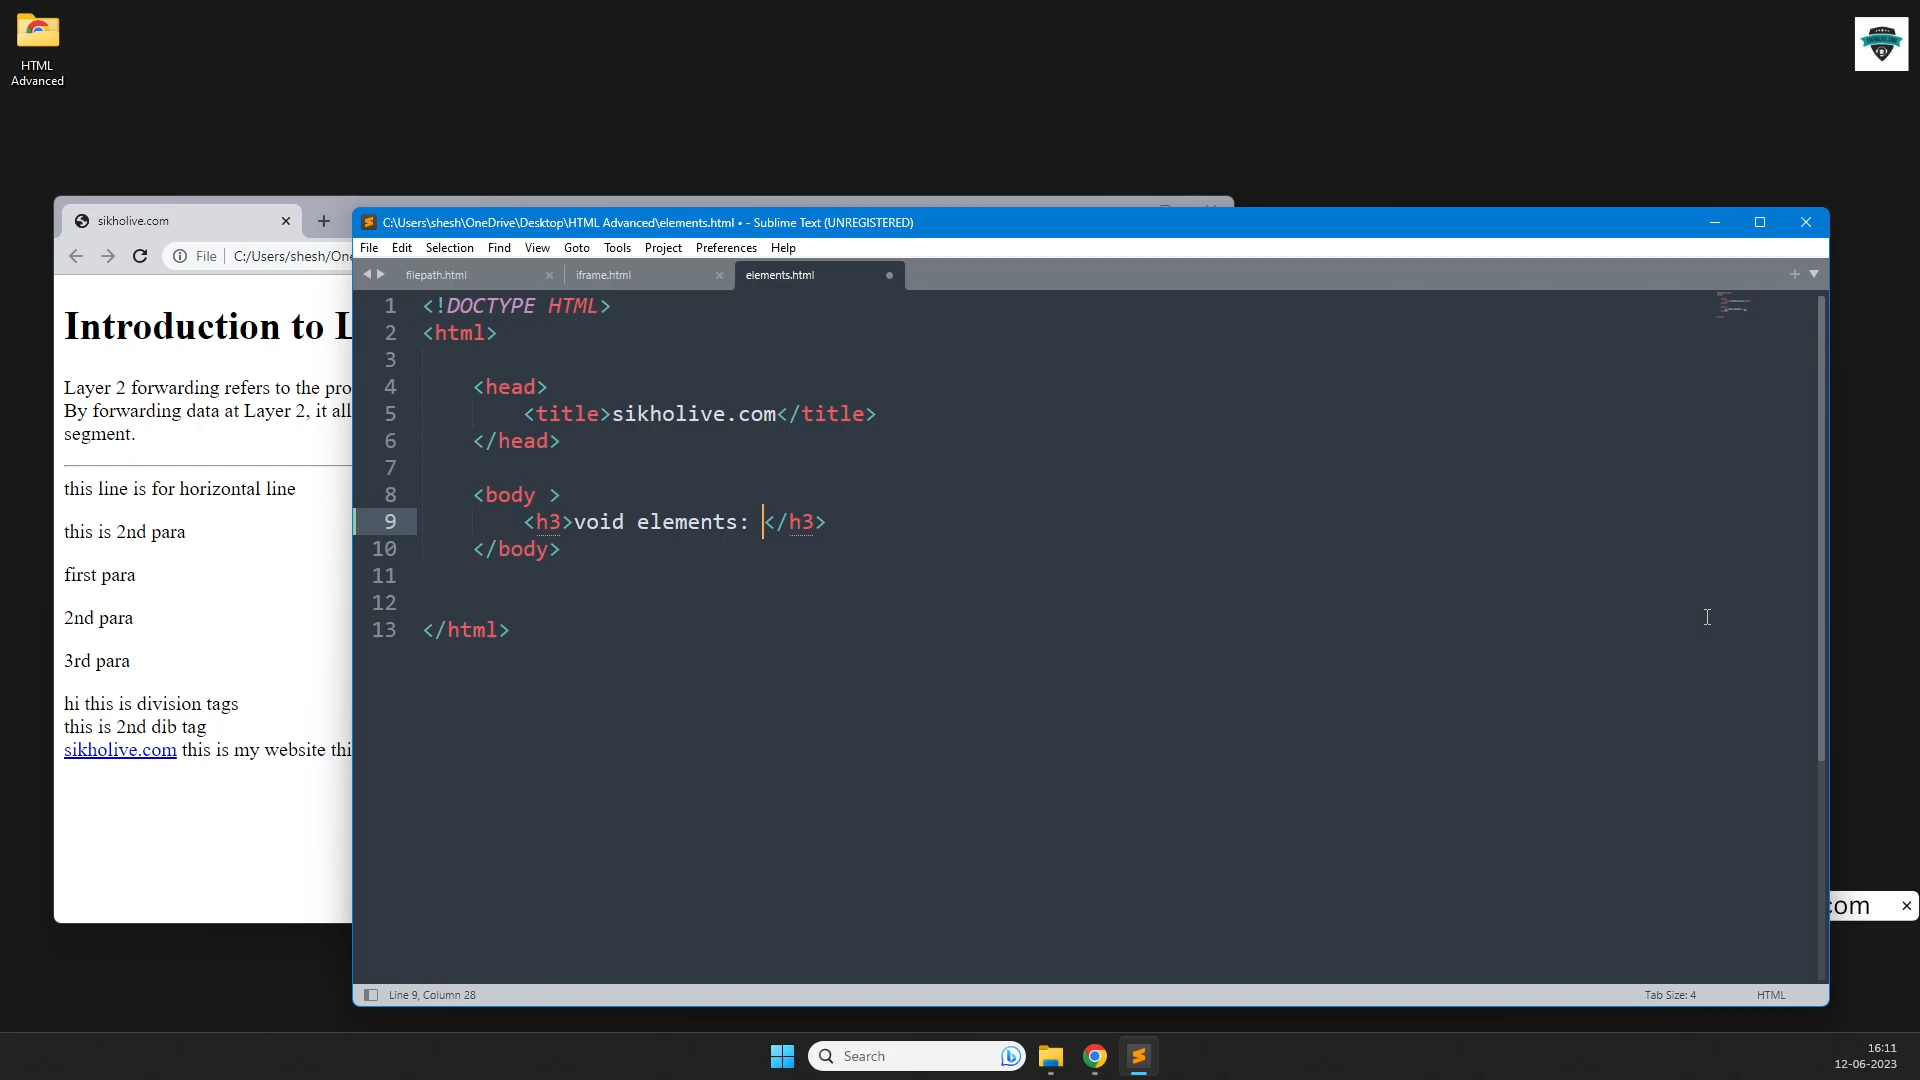 HTML
Advanced
sikholive.com
File
C:/Users/shesh/One
Introduction to L
Layer 2 forwarding refers to the pro
By forwarding data at Layer 2, it all
segment.
this line is for horizontal line
this is 2nd para
first para
2nd para
3rd para
hi this is division tags
this is 2nd dib tag
sikholive.com this is my website thi
C:\Users\shesh\OneDrive\Desktop\HTML Advanced\elements.html • - Sublime Text (UNREGISTERED)
File Edit Selection Find View Goto Tools Project Preferences Help
filepath.html iframe.html elements.html
1 <!DOCTYPE HTML>
2 <html>
3
4 <head>
5 <title>sikholive.com</title>
6 </head>
7
8 <body >
9 <h3>void elements: </h3>
10 </body>
11
12
13 </html>
Line 9, Column 28
Tab Size: 4
HTML
com
Search
16:11
12-06-2023